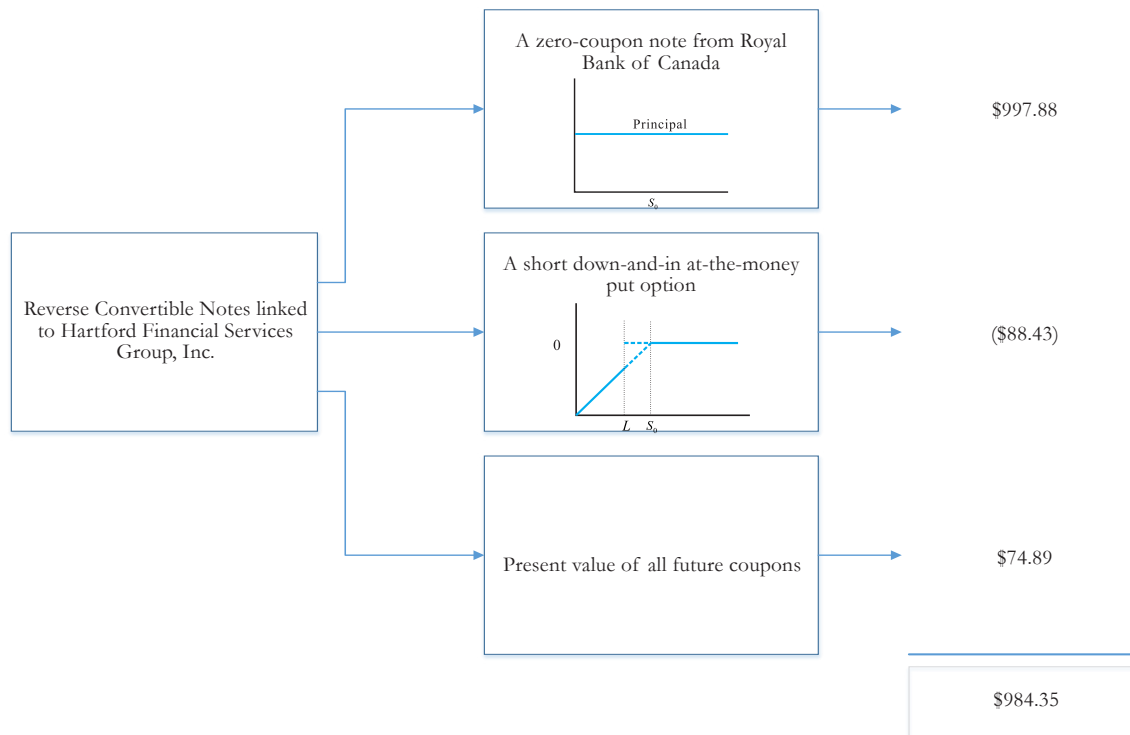 A zero-coupon note from Royal
Bank of Canada
Principal
S₀
$997.88
Reverse Convertible Notes linked
to Hartford Financial Services
Group, Inc.
A short down-and-in at-the-money
put option
0
L S₀
($88.43)
Present value of all future coupons
$74.89
$984.35